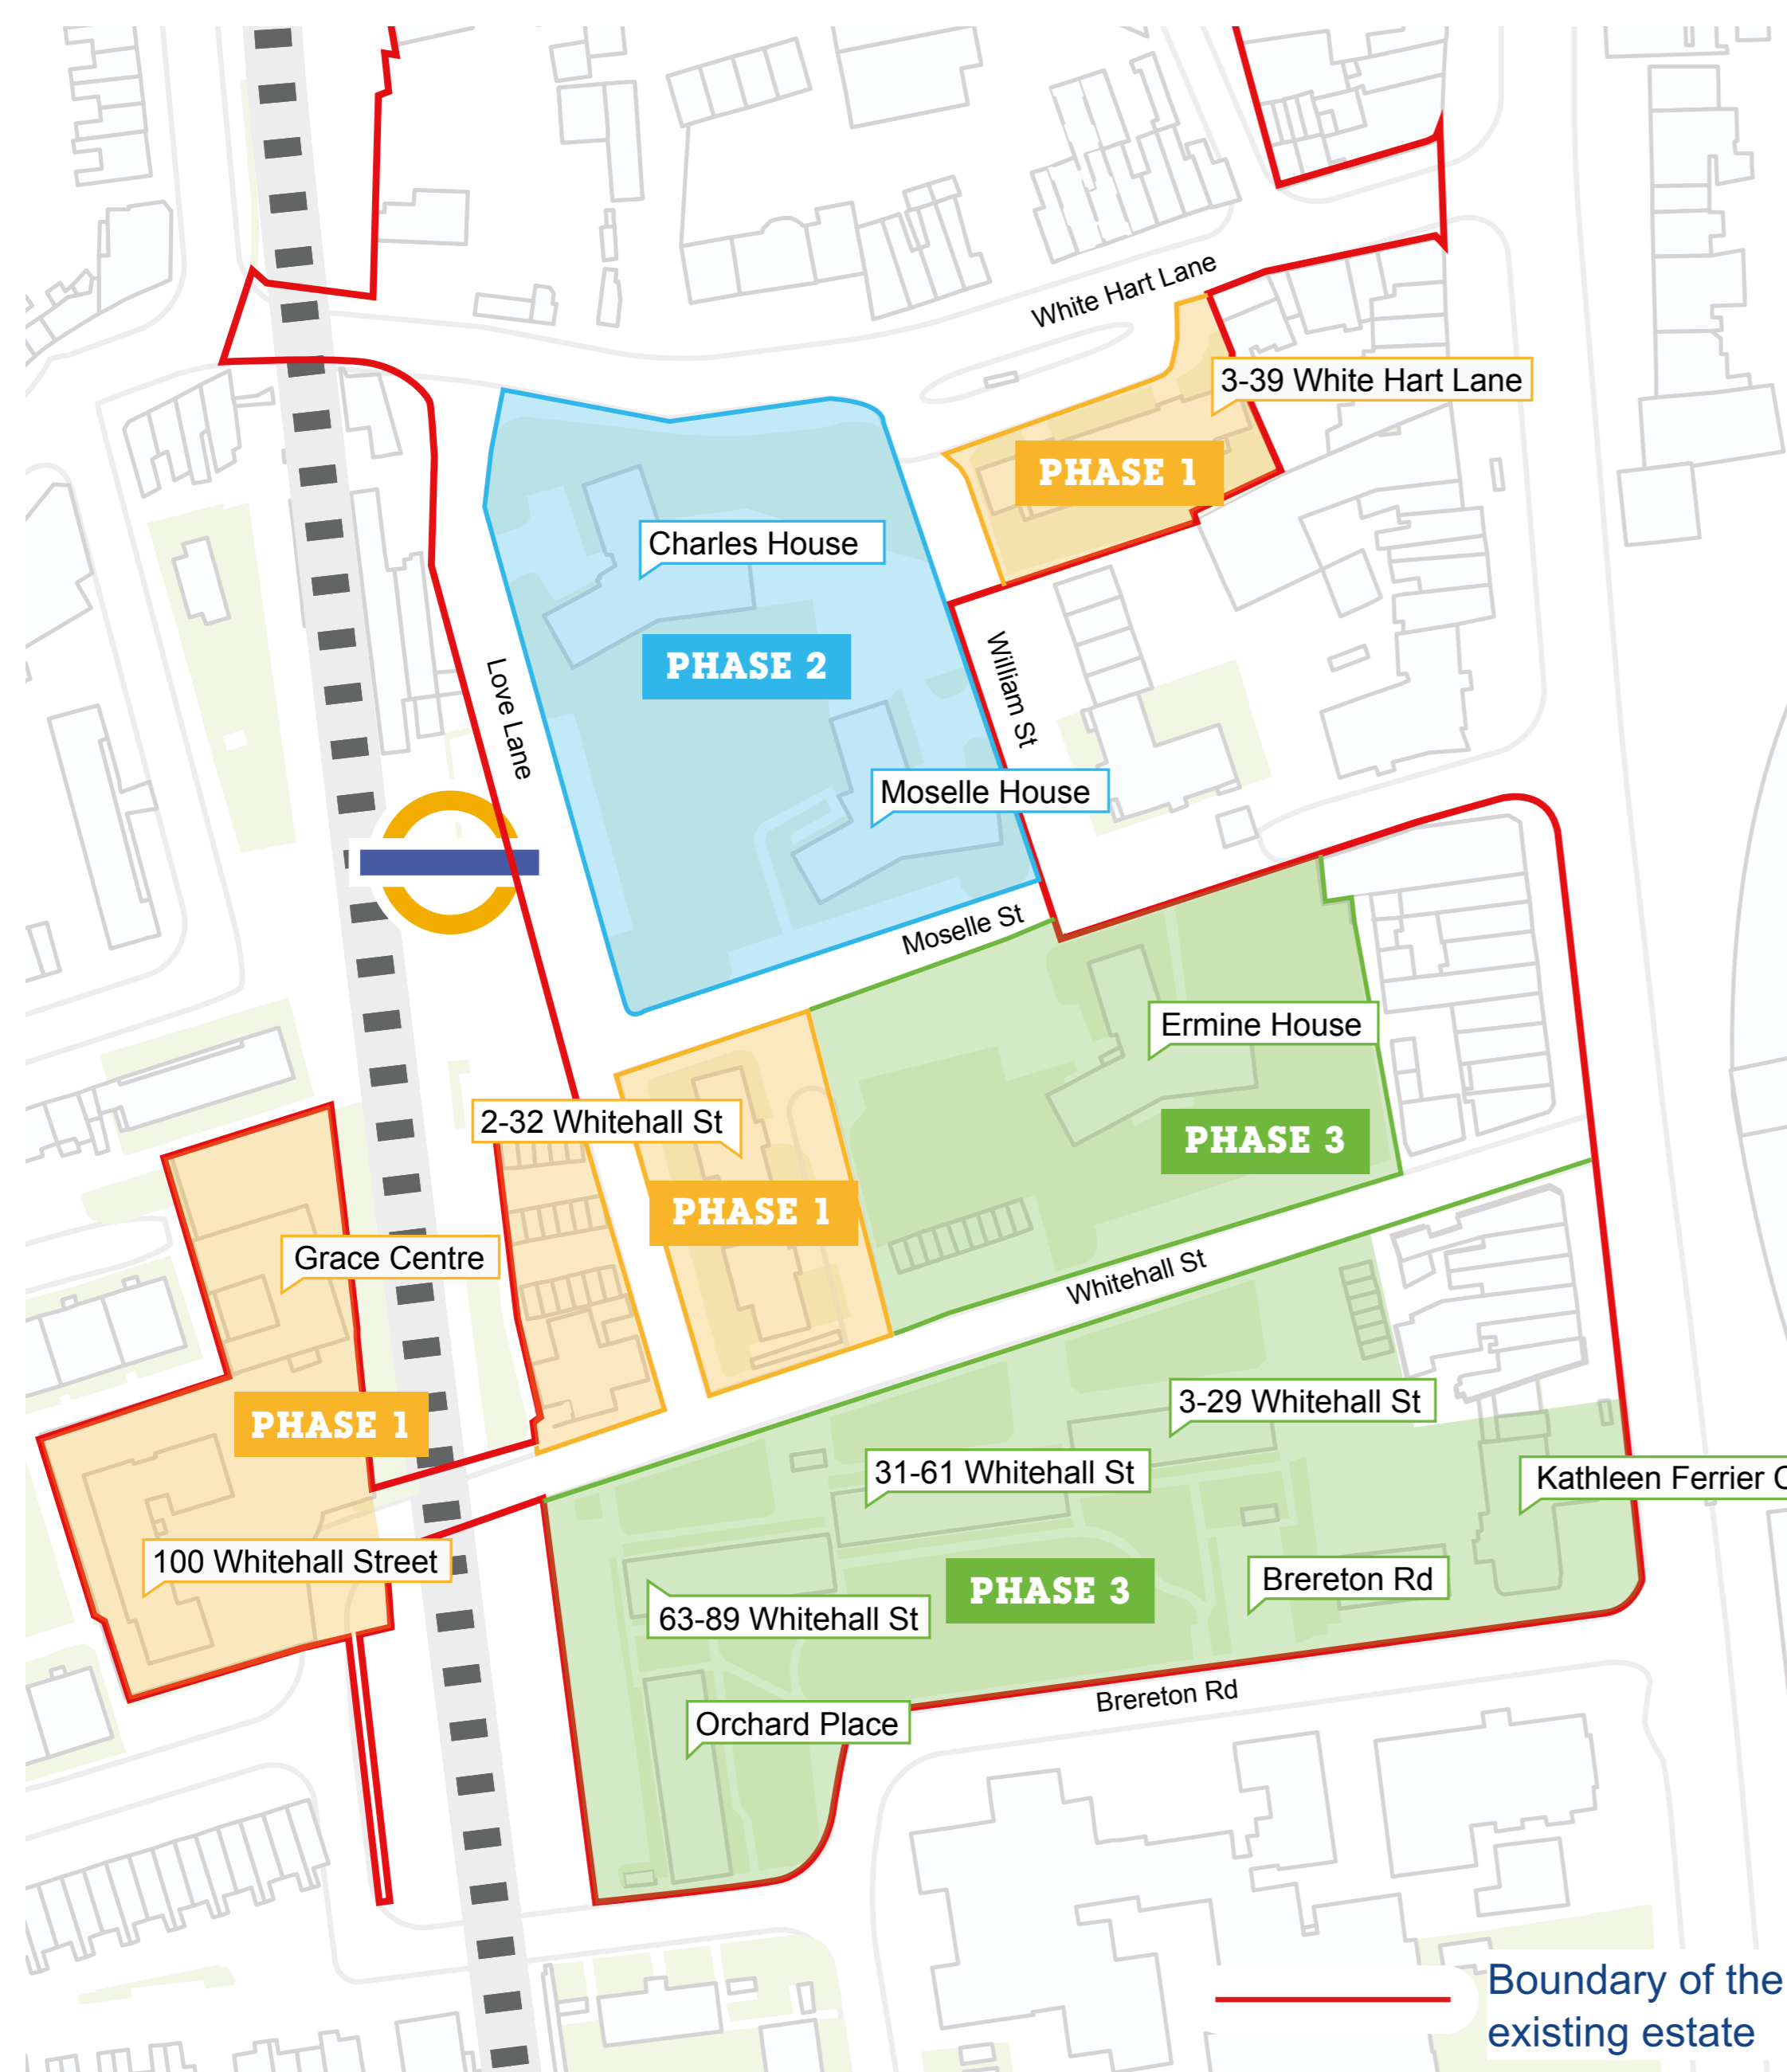 White Hart Lane
3-39 White Hart Lane
PHASE 1
Charles House
PHASE 2
William St
Love Lane
Moselle House
Moselle St
Ermine House
2-32 Whitehall St
PHASE 3
PHASE 1
Grace Centre
Whitehall St
3-29 Whitehall St
PHASE 1
31-61 Whitehall St
Kathleen Ferrier C
100 Whitehall Street
Brereton Rd
PHASE 3
63-89 Whitehall St
Brereton Rd
Orchard Place
Boundary of the
existing estate